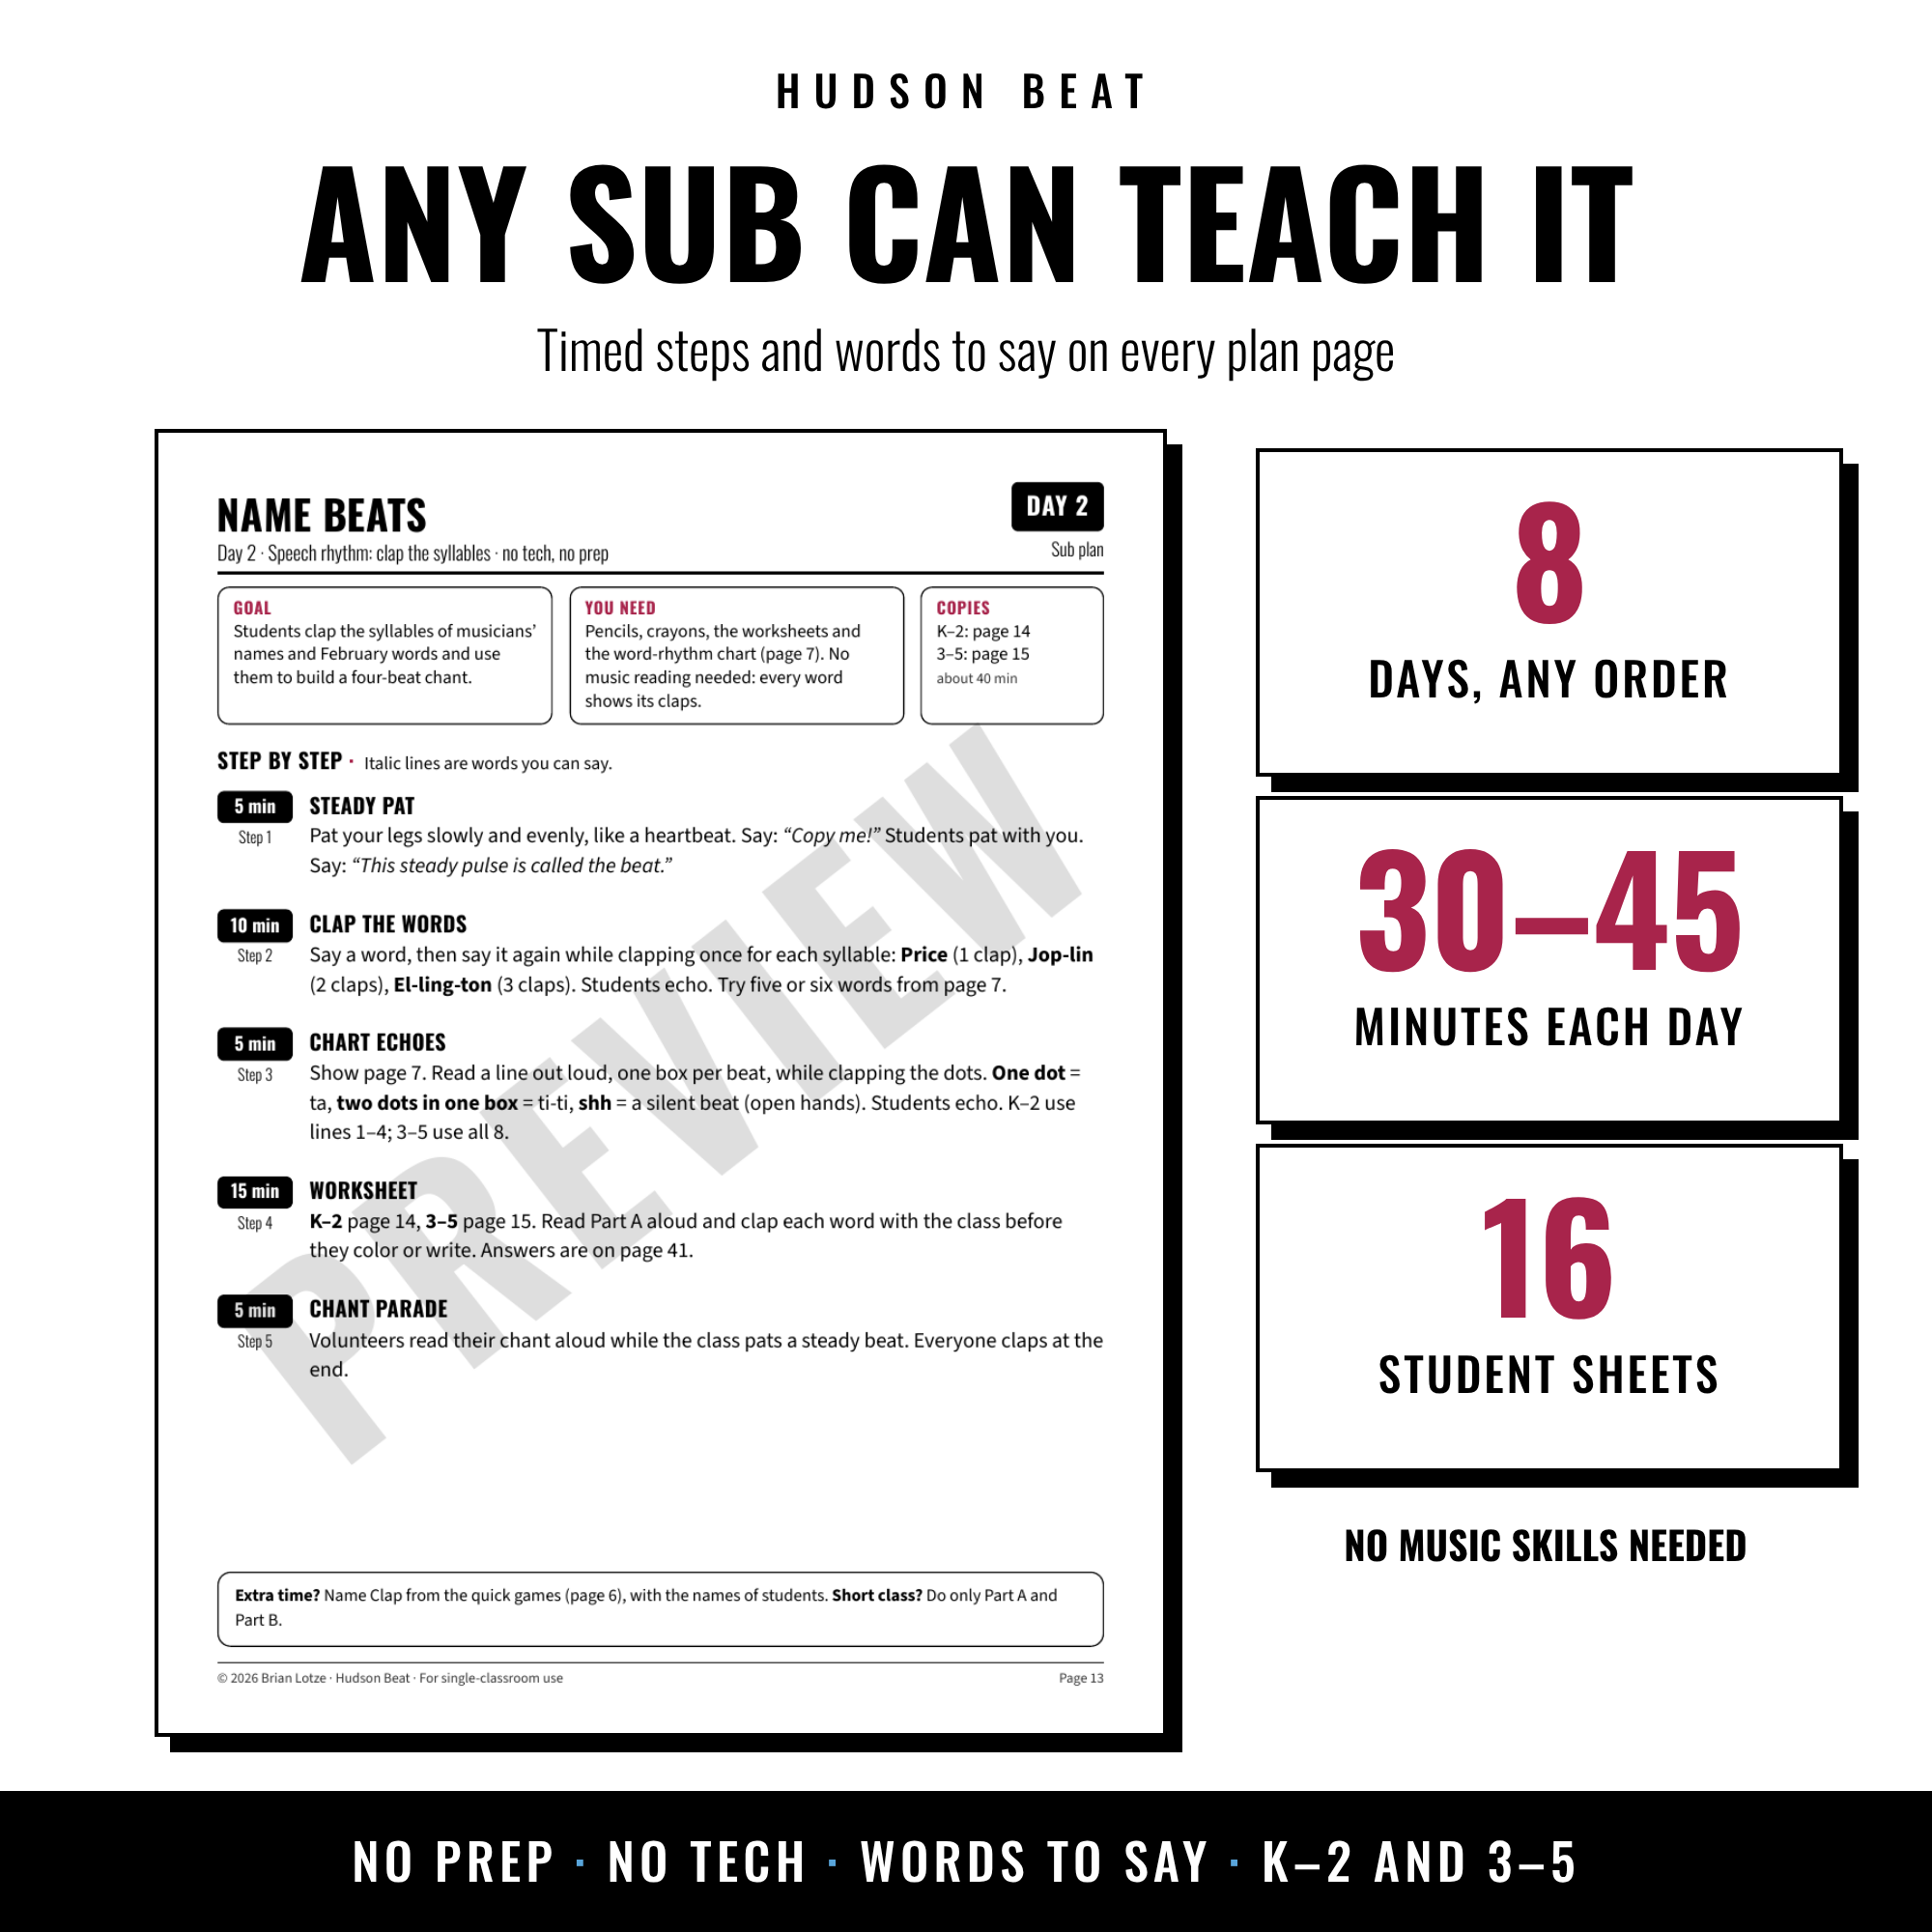 HUDSON BEAT
ANY SUB CAN TEACH IT
Timed steps and words to say on every plan page
NAME BEATS
DAY 2
Day 2 · Speech rhythm: clap the syllables · no tech, no prep
Sub plan
GOAL
Students clap the syllables of musicians’
names and February words and use
them to build a four-beat chant.
YOU NEED
Pencils, crayons, the worksheets and
the word-rhythm chart (page 7). No
music reading needed: every word
shows its claps.
COPIES
K–2: page 14
3–5: page 15
about 40 min
STEP BY STEP · Italic lines are words you can say.
5 min
Step 1
STEADY PAT
Pat your legs slowly and evenly, like a heartbeat. Say: “Copy me!” Students pat with you.
Say: “This steady pulse is called the beat.”
10 min
Step 2
CLAP THE WORDS
Say a word, then say it again while clapping once for each syllable: Price (1 clap), Jop-lin
(2 claps), El-ling-ton (3 claps). Students echo. Try five or six words from page 7.
5 min
Step 3
CHART ECHOES
Show page 7. Read a line out loud, one box per beat, while clapping the dots. One dot =
ta, two dots in one box = ti-ti, shh = a silent beat (open hands). Students echo. K–2 use
lines 1–4; 3–5 use all 8.
15 min
Step 4
WORKSHEET
K–2 page 14, 3–5 page 15. Read Part A aloud and clap each word with the class before
they color or write. Answers are on page 41.
5 min
Step 5
CHANT PARADE
Volunteers read their chant aloud while the class pats a steady beat. Everyone claps at the
end.
PREVIEW
Extra time? Name Clap from the quick games (page 6), with the names of students. Short class? Do only Part A and
Part B.
© 2026 Brian Lotze · Hudson Beat · For single-classroom use
Page 13
8
DAYS, ANY ORDER
30–45
MINUTES EACH DAY
16
STUDENT SHEETS
NO MUSIC SKILLS NEEDED
NO PREP · NO TECH · WORDS TO SAY · K–2 AND 3–5